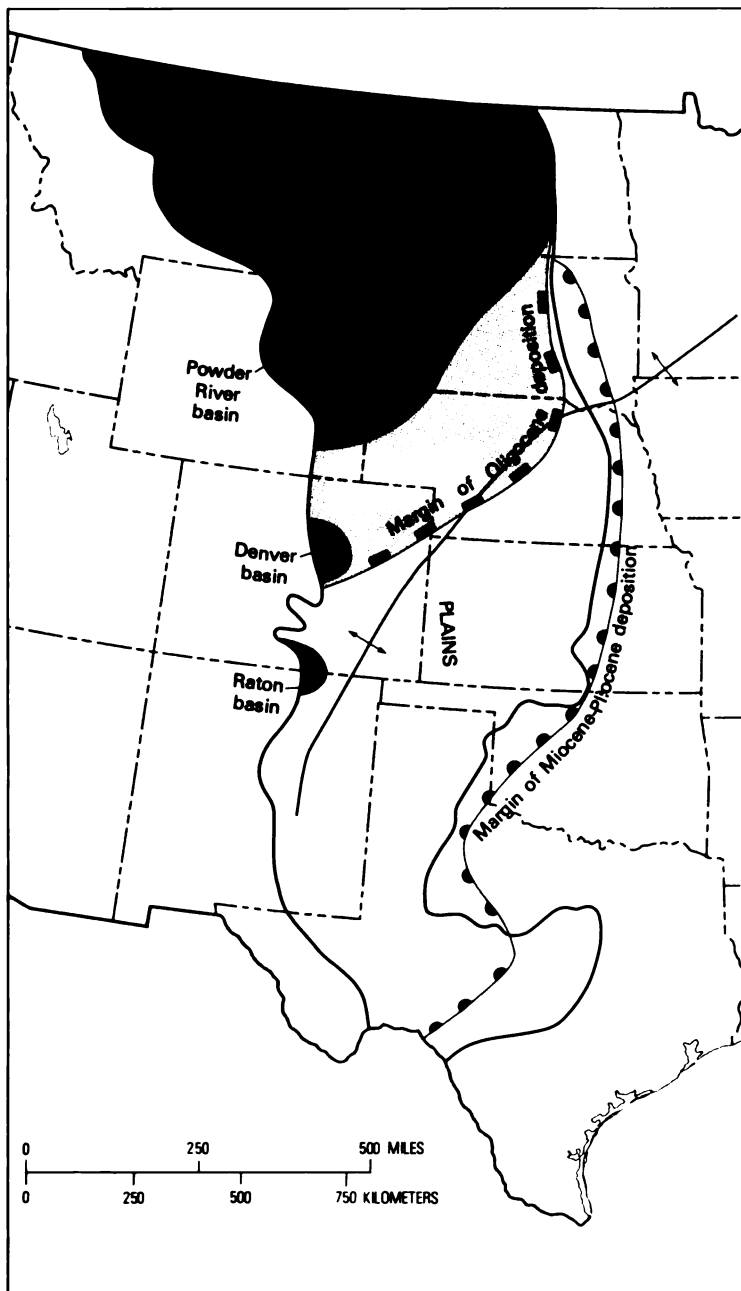 Powder
River
basin
Margin of Oligocene deposition
Denver
basin
PLAINS
Raton
basin
Margin of Miocene-Pliocene deposition
0 250 500 MILES
0 250 500 750 KILOMETERS